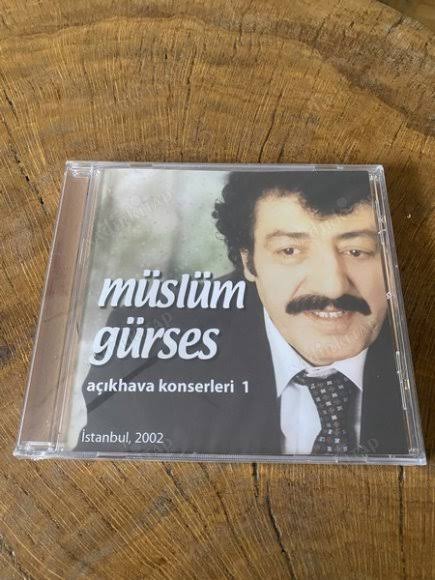 müslüm
gürses
açıkhava konserleri 1
İstanbul, 2002